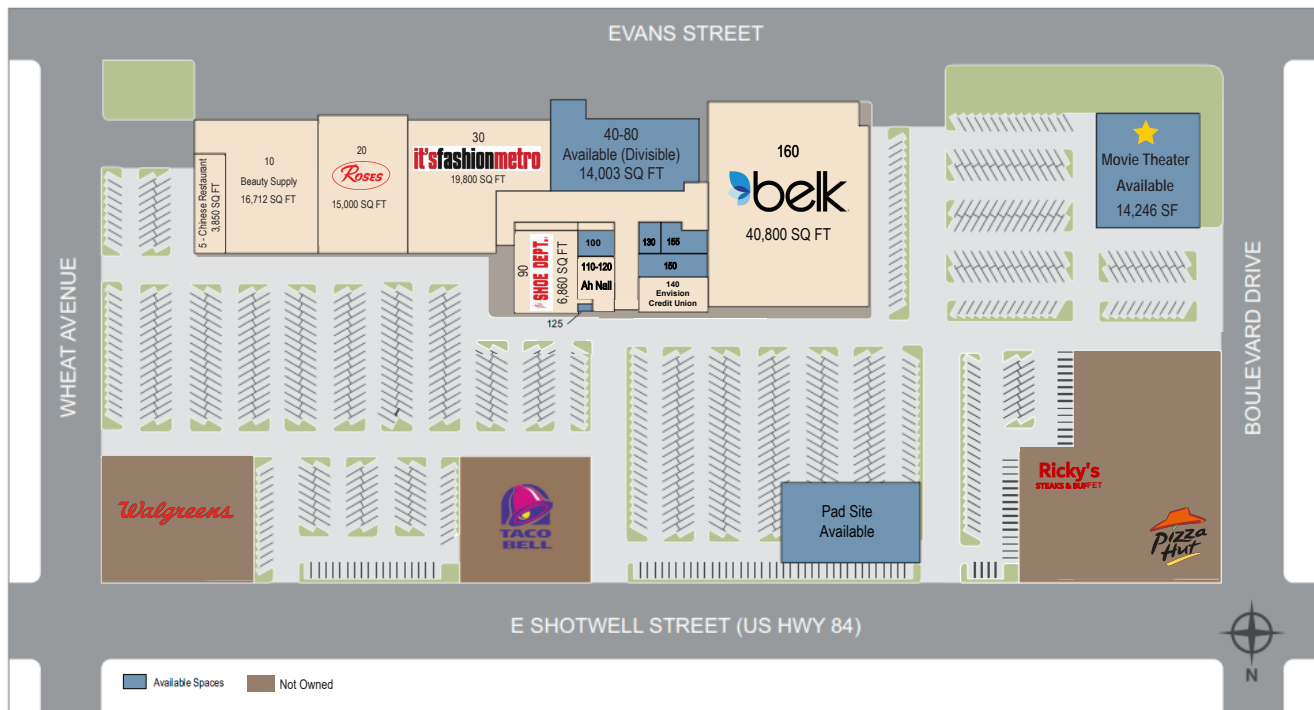 EVANS STREET
WHEAT AVENUE
BOULEVARD DRIVE
5 - Chinese Restaurant
3,850 SQ FT
10
Beauty Supply
16,712 SQ FT
20
ROSES
15,000 SQ FT
30
it'sfashionmetro
19,800 SQ FT
40-80
Available (Divisible)
14,003 SQ FT
160
belk
40,800 SQ FT
Movie Theater
Available
14,246 SF
90
SHOE DEPT.
6,860 SQ FT
100
110-120
Ah Nail
125
130
155
150
140
Envision
Credit Union
Walgreens
TACO
BELL
Pad Site
Available
Ricky's
STEAKS & BUFFET
Pizza
Hut
E SHOTWELL STREET (US HWY 84)
N
Available Spaces
Not Owned